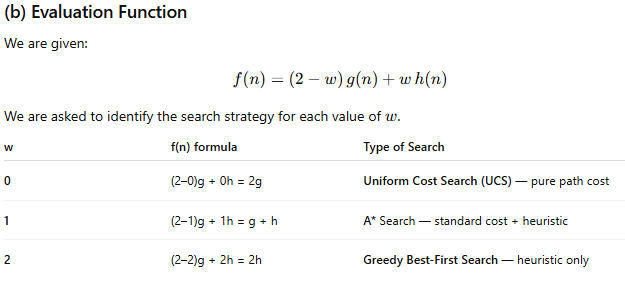 (b) Evaluation Function
We are given:
f(n) = (2 − w) g(n) + w h(n)
We are asked to identify the search strategy for each value of w.
w f(n) formula Type of Search
0 (2–0)g + 0h = 2g Uniform Cost Search (UCS) — pure path cost
1 (2–1)g + 1h = g + h A* Search — standard cost + heuristic
2 (2–2)g + 2h = 2h Greedy Best-First Search — heuristic only